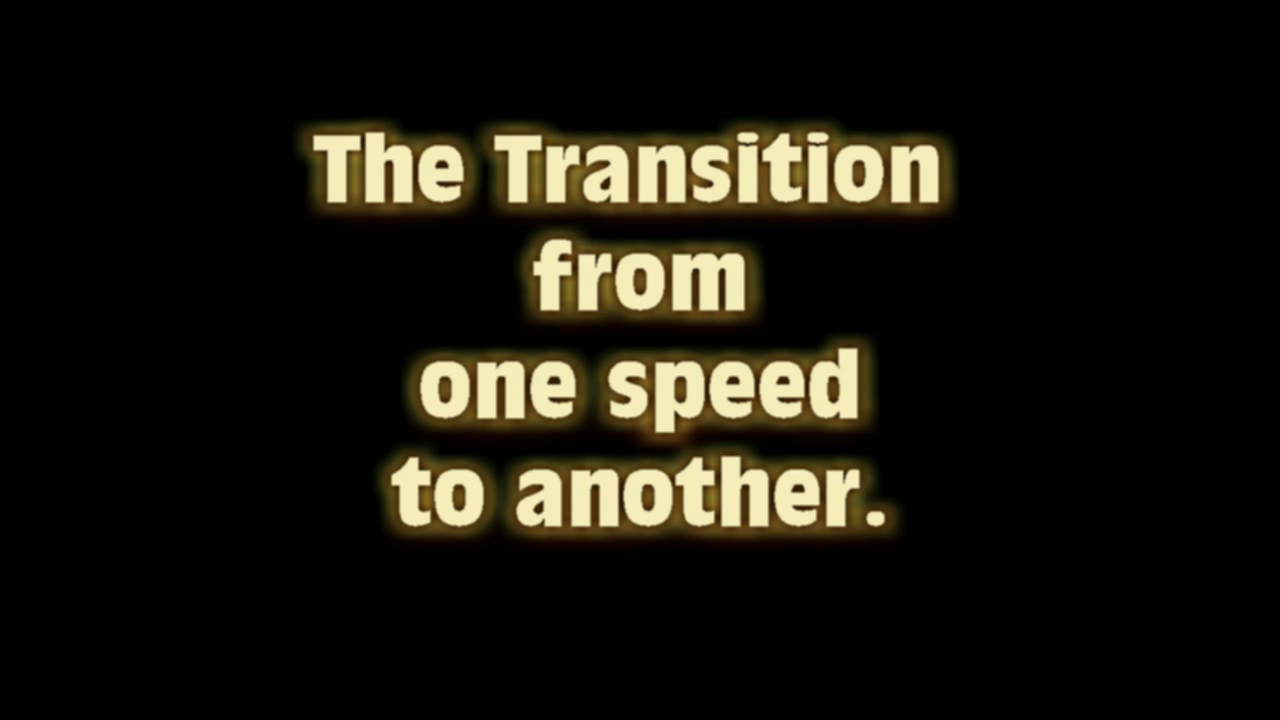 The Transition
from
one speed
to another.